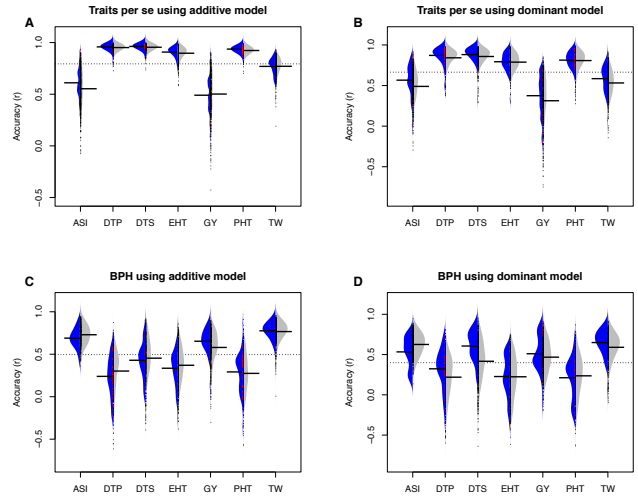 A
Traits per se using additive model
Accuracy (r)
1.0
0.5
0.0
−0.5
ASI DTP DTS EHT GY PHT TW
B
Traits per se using dominant model
Accuracy (r)
1.0
0.5
0.0
−0.5
ASI DTP DTS EHT GY PHT TW
C
BPH using additive model
Accuracy (r)
1.0
0.5
0.0
−0.5
ASI DTP DTS EHT GY PHT TW
D
BPH using dominant model
Accuracy (r)
1.0
0.5
0.0
−0.5
ASI DTP DTS EHT GY PHT TW